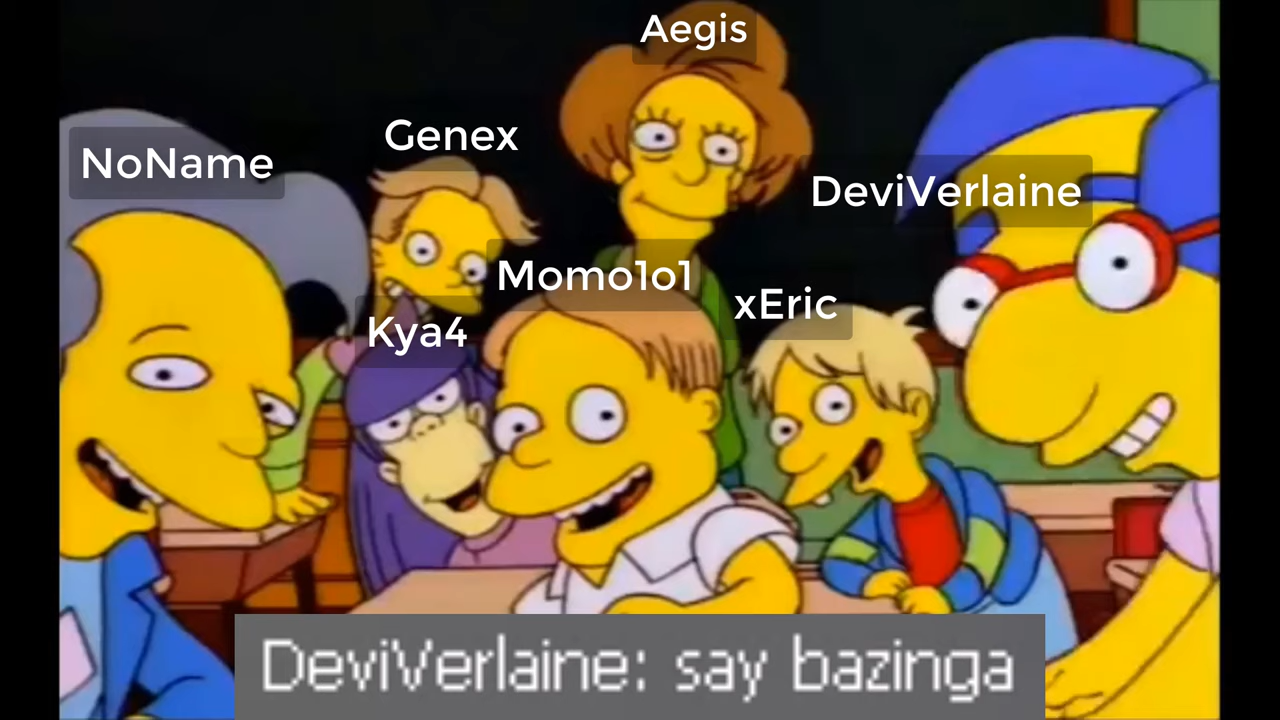 Aegis
Genex
NoName
DeviVerlaine
Momo1o1
xEric
Kya4
DeviVerlaine: say bazinga